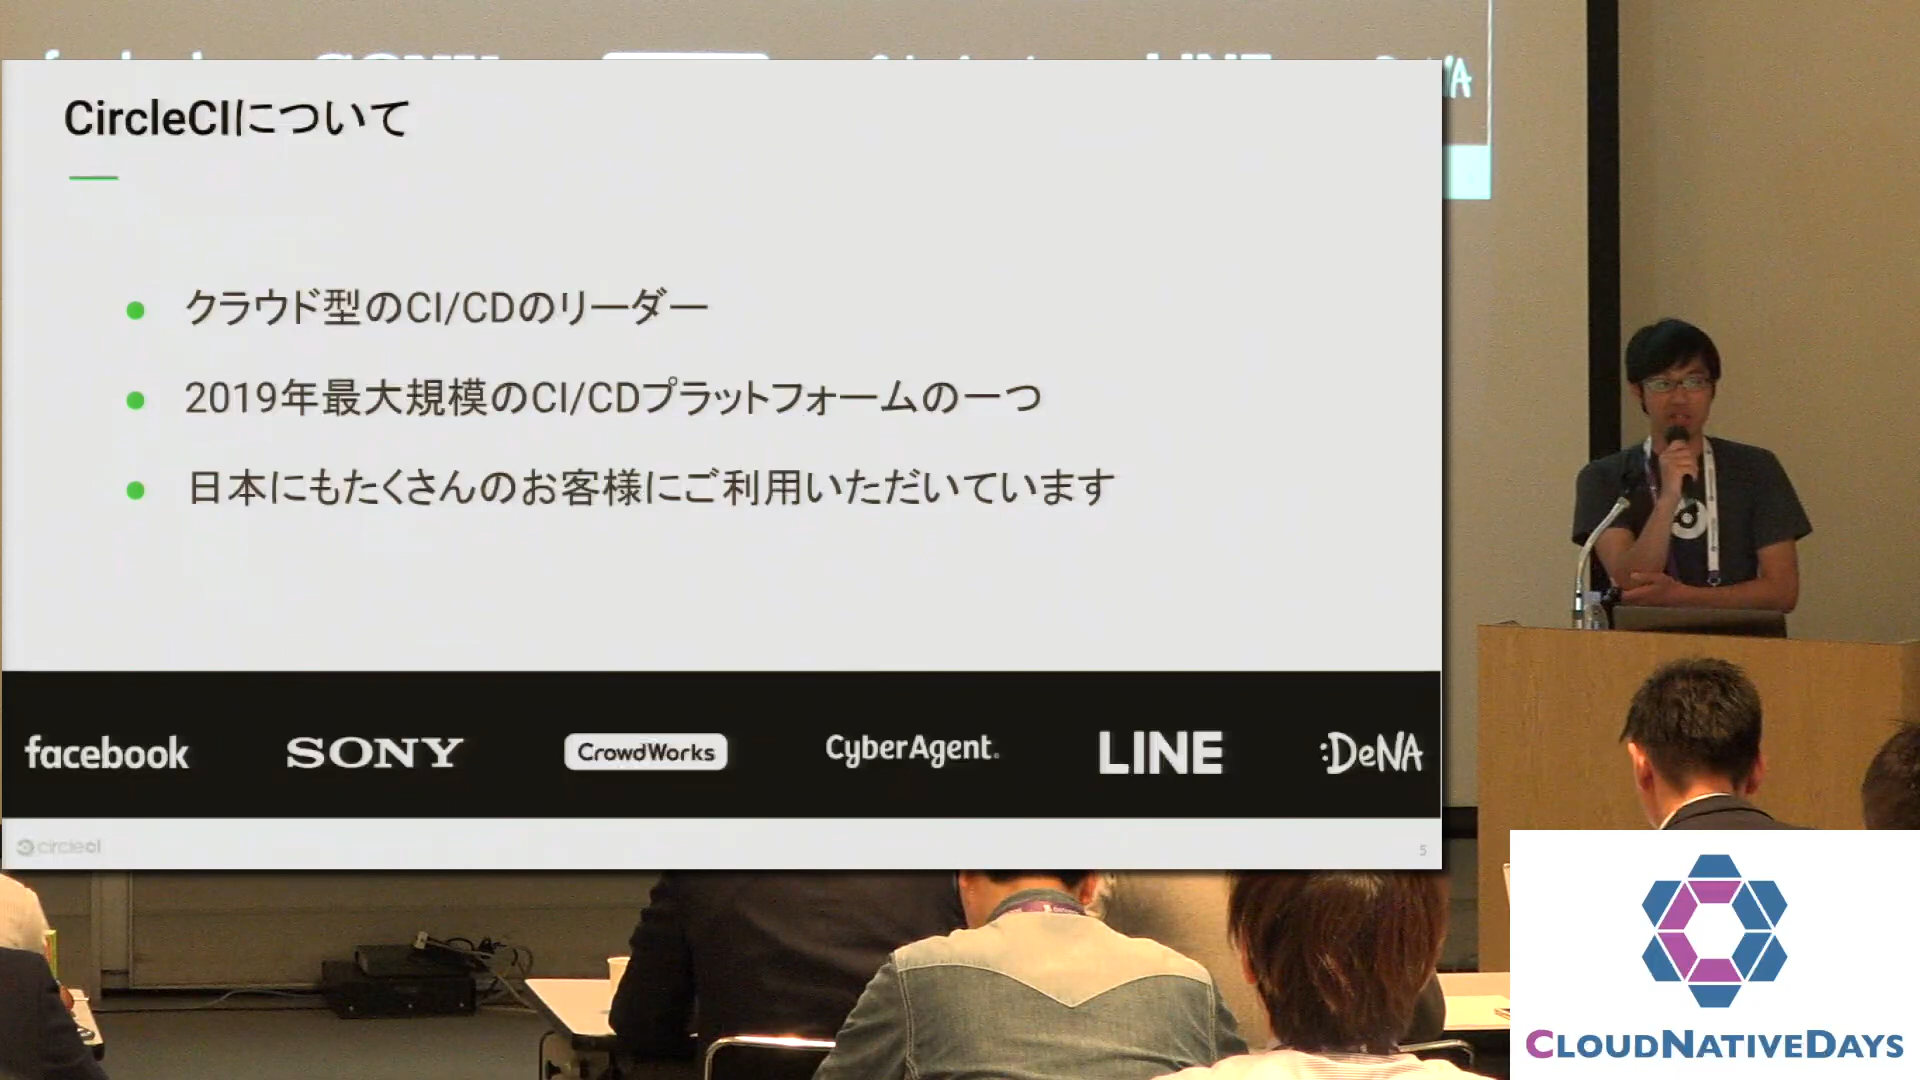 CircleCIについて
クラウド型のCI/CDのリーダー
2019年最大規模のCI/CDプラットフォームの一つ
日本にもたくさんのお客様にご利用いただいています
facebook SONY CrowdWorks CyberAgent. LINE :DeNA
circleci
5
CLOUDNATIVEDAYS